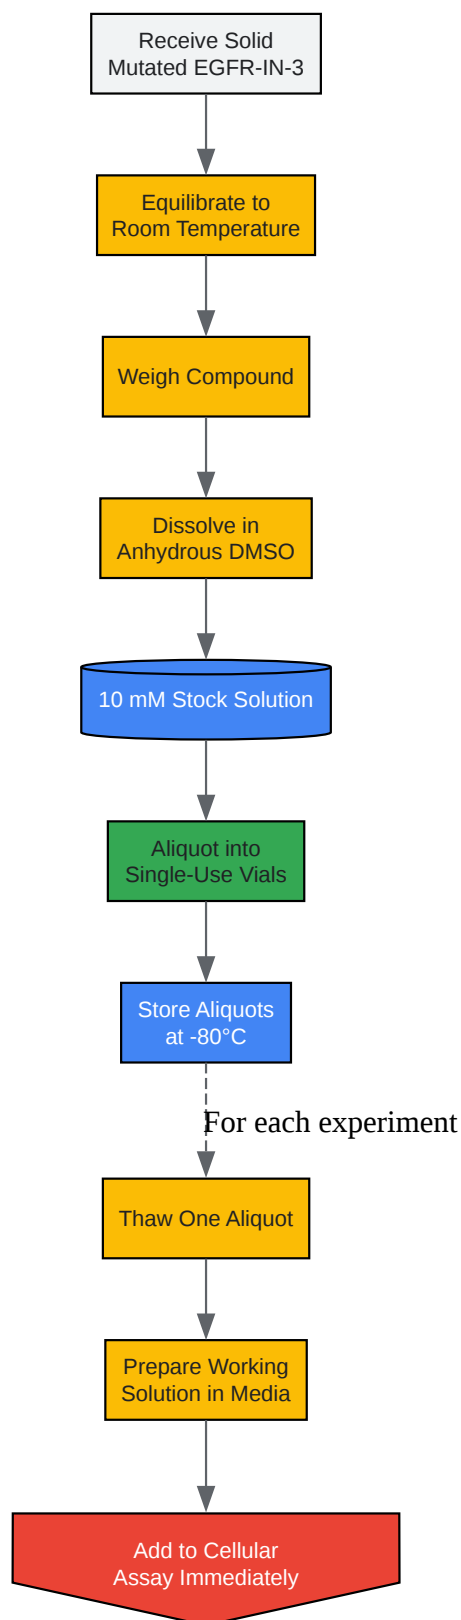 Receive Solid
Mutated EGFR-IN-3
Equilibrate to
Room Temperature
Weigh Compound
Dissolve in
Anhydrous DMSO
10 mM Stock Solution
Aliquot into
Single-Use Vials
Store Aliquots
at -80°C
For each experiment
Thaw One Aliquot
Prepare Working
Solution in Media
Add to Cellular
Assay Immediately